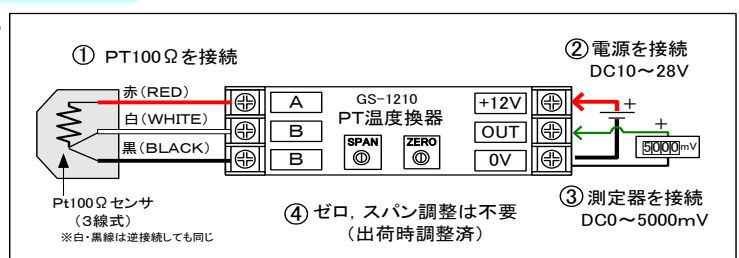 ① PT100Ωを接続
赤(RED)
白(WHITE)
黒(BLACK)
Pt100Ωセンサ
(3線式)
※白・黒線は逆接続しても同じ
A
B
B
GS-1210
PT温度換器
SPAN
ZERO
+12V
OUT
0V
④ ゼロ, スパン調整は不要
(出荷時調整済)
②電源を接続
DC10~28V
+
+
5000mV
③ 測定器を接続
DC0~5000mV